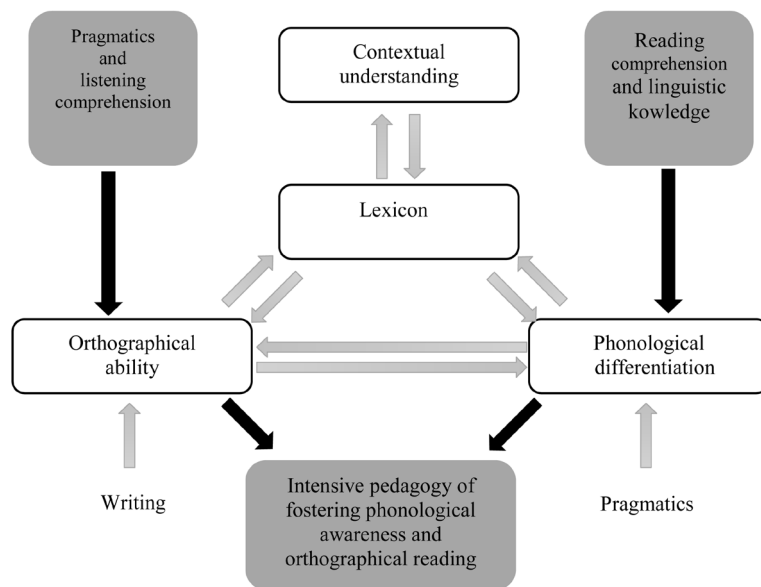 Pragmatics
and
listening
comprehension
Contextual
understanding
Reading
comprehension
and linguistic
kowledge
Lexicon
Orthographical
ability
Phonological
differentiation
Writing
Intensive pedagogy of
fostering phonological
awareness and
orthographical reading
Pragmatics